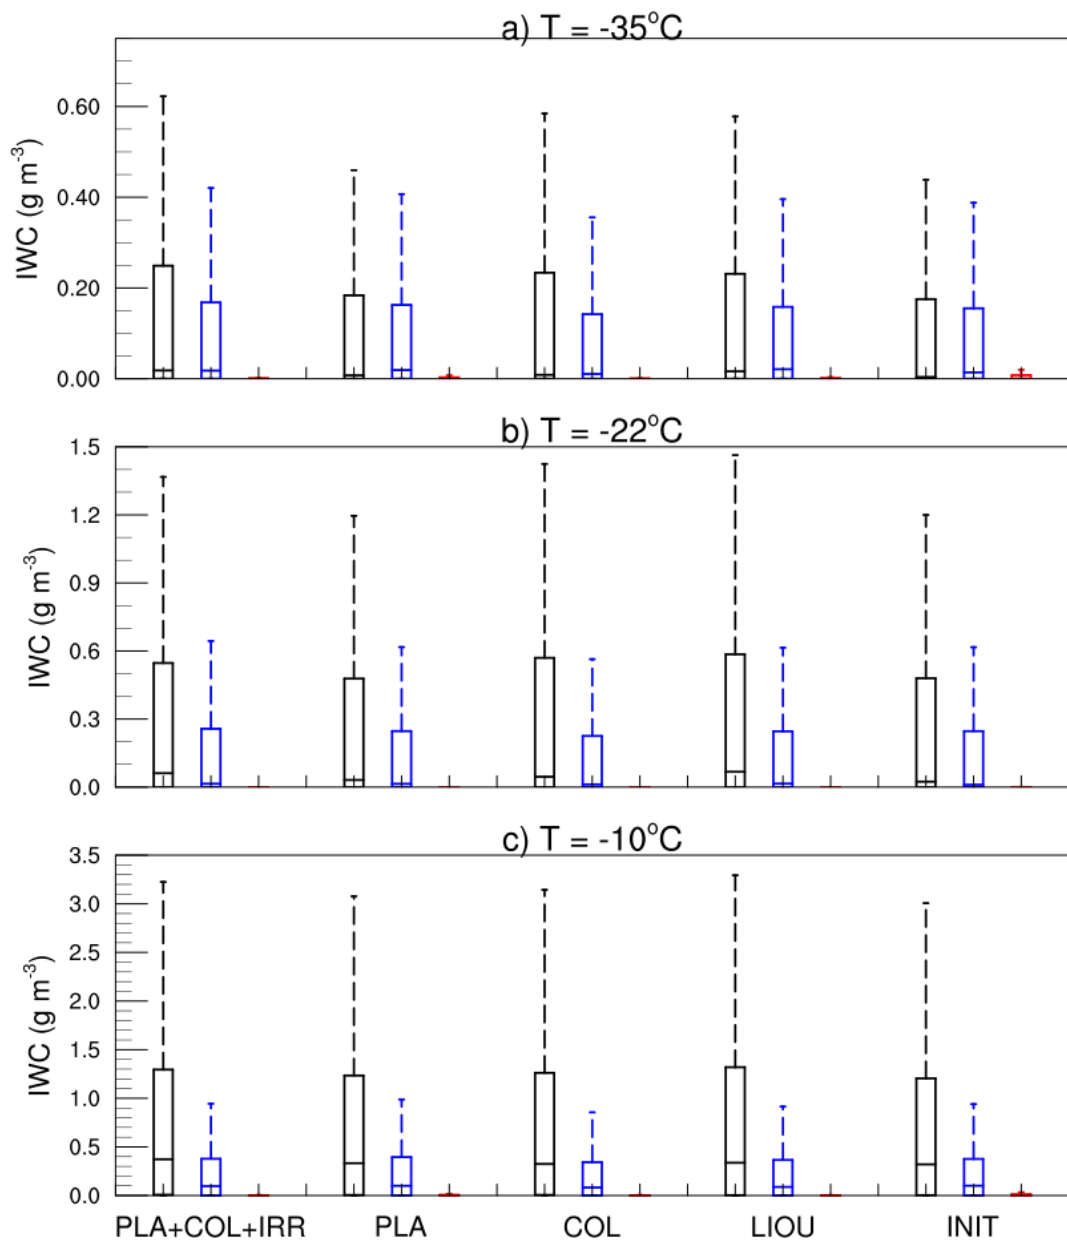 a) T = -35°C
0.60
0.40
0.20
0.00
IWC (g m⁻³)
b) T = -22°C
1.5
1.2
0.9
0.6
0.3
0.0
IWC (g m⁻³)
c) T = -10°C
3.5
3.0
2.5
2.0
1.5
1.0
0.5
0.0
IWC (g m⁻³)
PLA+COL+IRR PLA COL LIOU INIT